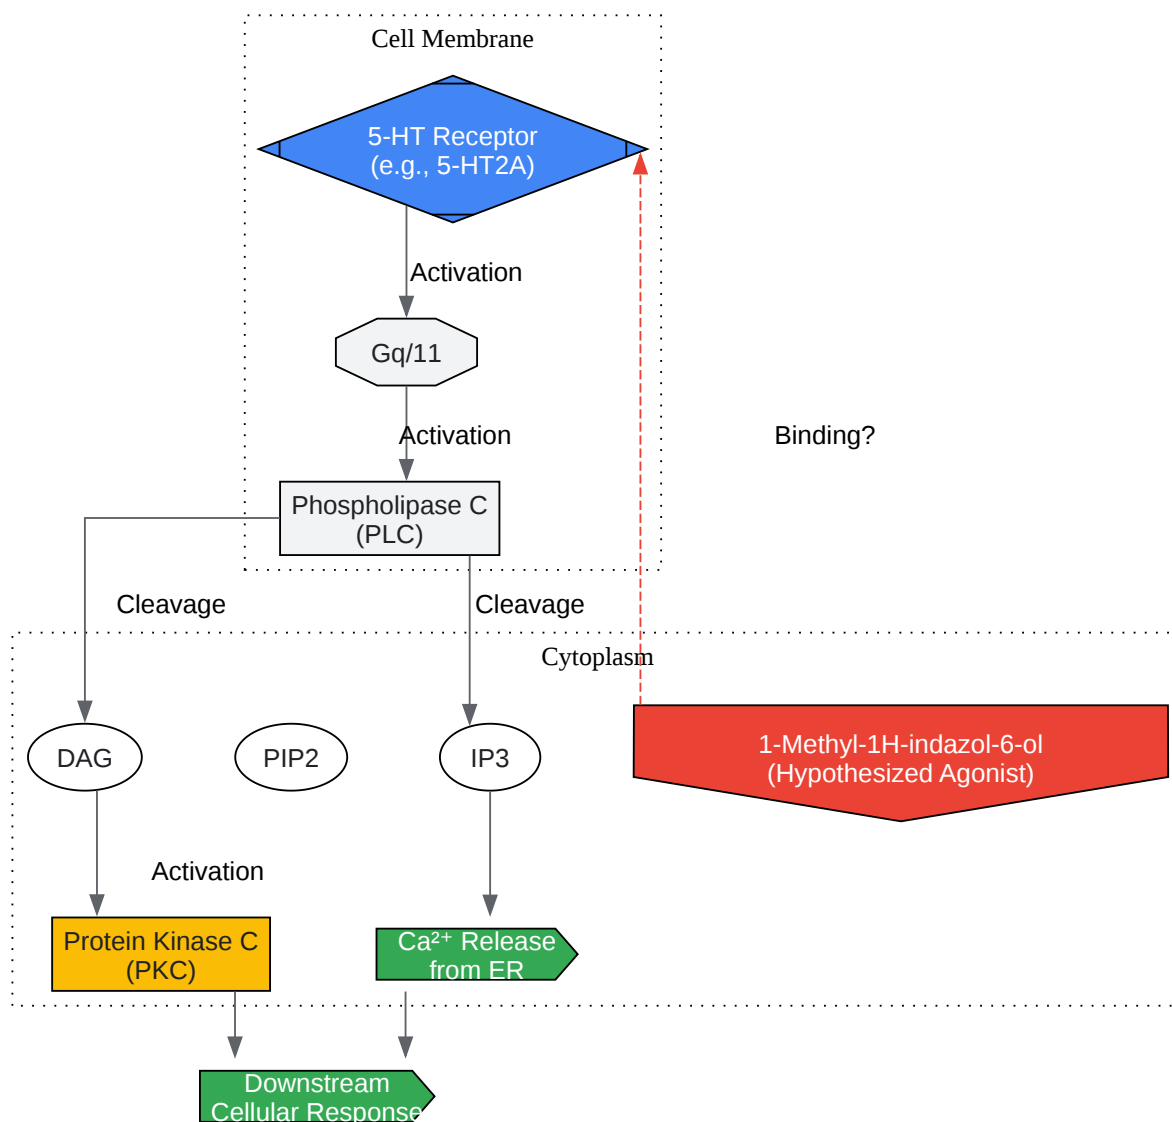 Cell Membrane
5-HT Receptor
(e.g., 5-HT2A)
Activation
Gq/11
Activation
Binding?
Phospholipase C
(PLC)
Cleavage
Cleavage
Cytoplasm
DAG
PIP2
IP3
1-Methyl-1H-indazol-6-ol
(Hypothesized Agonist)
Activation
Protein Kinase C
(PKC)
Ca²⁺ Release
from ER
Downstream
Cellular Response